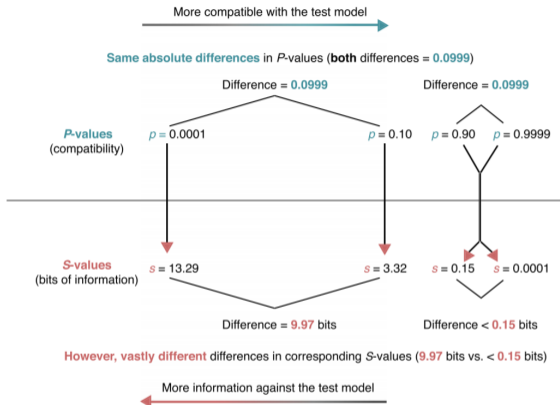 More compatible with the test model
Same absolute differences in P-values (both differences = 0.0999)
Difference = 0.0999 Difference = 0.0999
P-values p = 0.0001 p = 0.10 p = 0.90 p = 0.9999
(compatibility)
S-values s = 13.29 s = 3.32 s = 0.15 s = 0.0001
(bits of information)
Difference = 9.97 bits Difference < 0.15 bits
However, vastly different differences in corresponding S-values (9.97 bits vs. < 0.15 bits)
More information against the test model